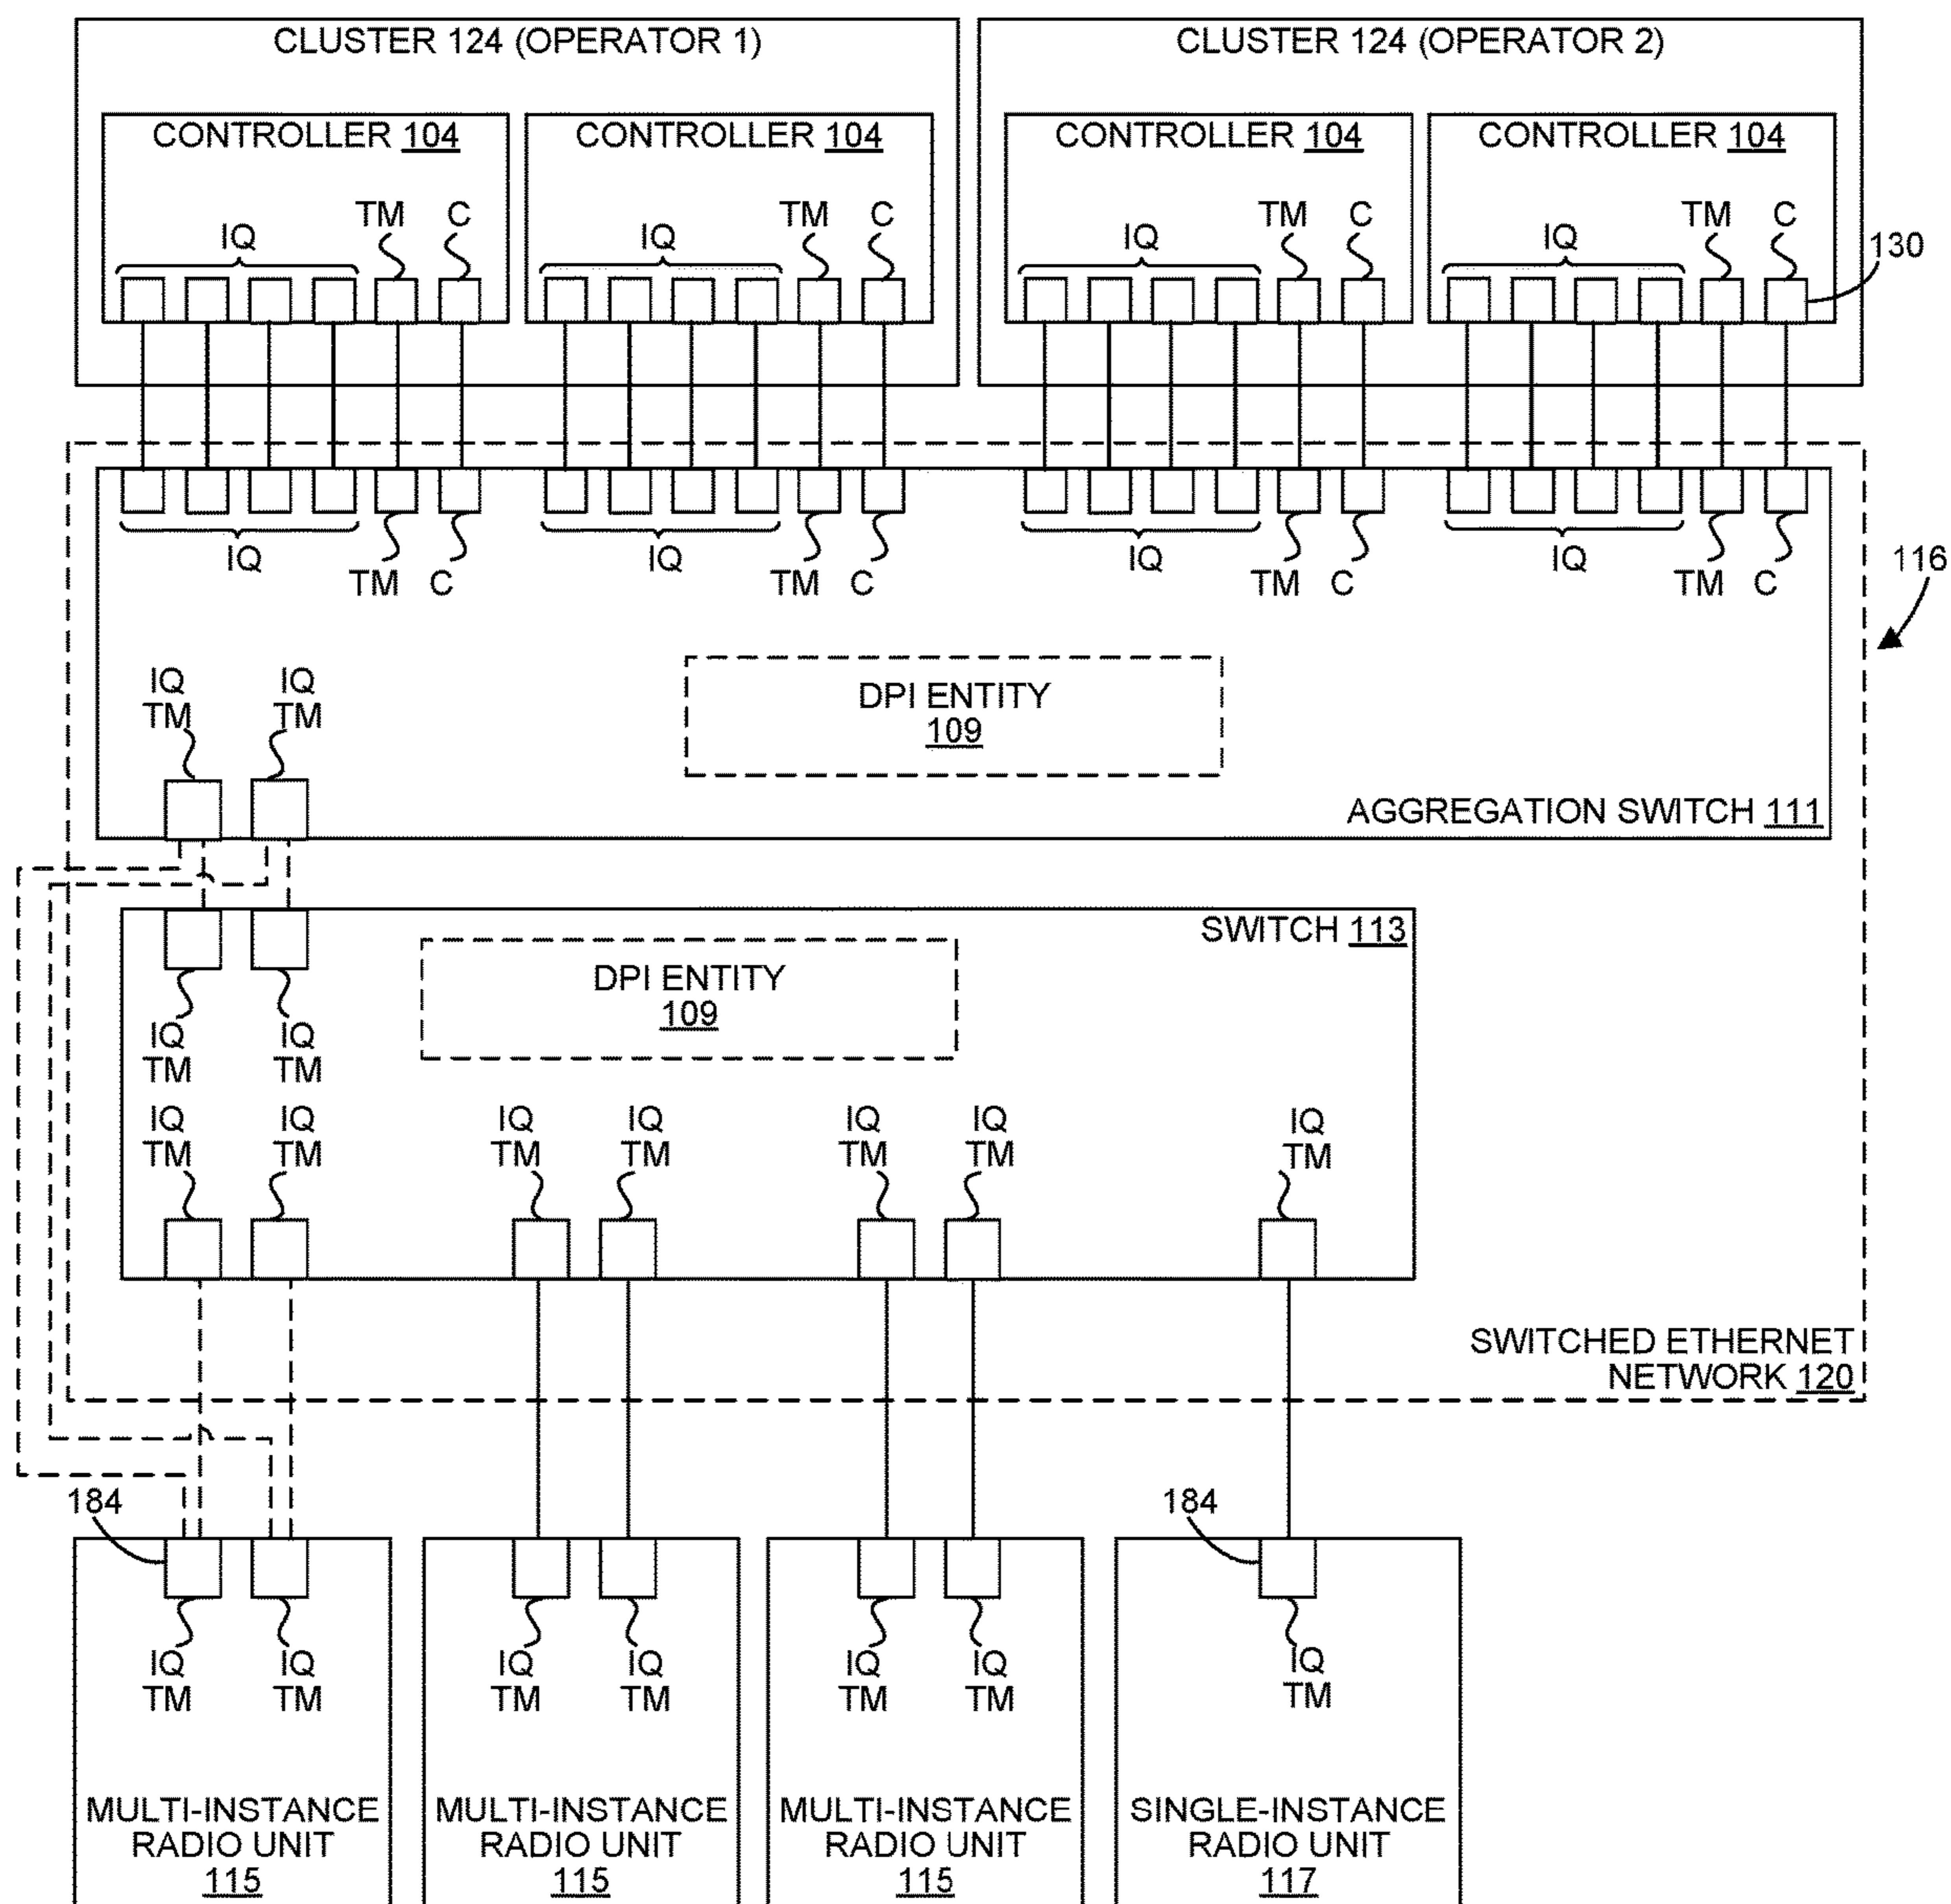 CLUSTER 124 (OPERATOR 1)
CLUSTER 124 (OPERATOR 2)
CONTROLLER 104
CONTROLLER 104
CONTROLLER 104
CONTROLLER 104
IQ TM C
IQ TM C
IQ TM C
IQ TM C
130
IQ TM C
IQ TM C
IQ TM C
IQ TM C
116
IQ IQ
TM TM
DPI ENTITY
109
AGGREGATION SWITCH 111
SWITCH 113
DPI ENTITY
109
IQ IQ
TM TM
IQ IQ IQ IQ IQ IQ IQ
TM TM TM TM TM TM TM
SWITCHED ETHERNET
NETWORK 120
184
184
IQ IQ IQ IQ IQ IQ IQ
TM TM TM TM TM TM TM
MULTI-INSTANCE
RADIO UNIT
115
MULTI-INSTANCE
RADIO UNIT
115
MULTI-INSTANCE
RADIO UNIT
115
SINGLE-INSTANCE
RADIO UNIT
117